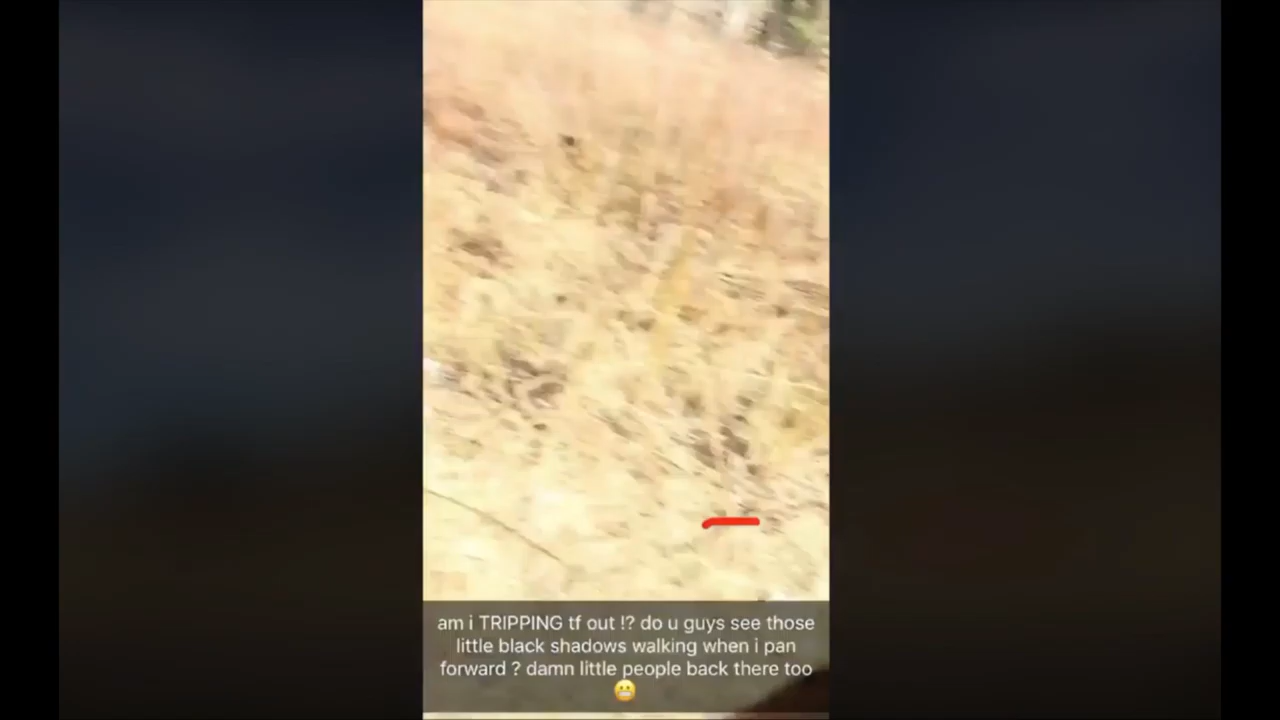 am i TRIPPING tf out !? do u guys see those
little black shadows walking when i pan
forward ? damn little people back there too
😬